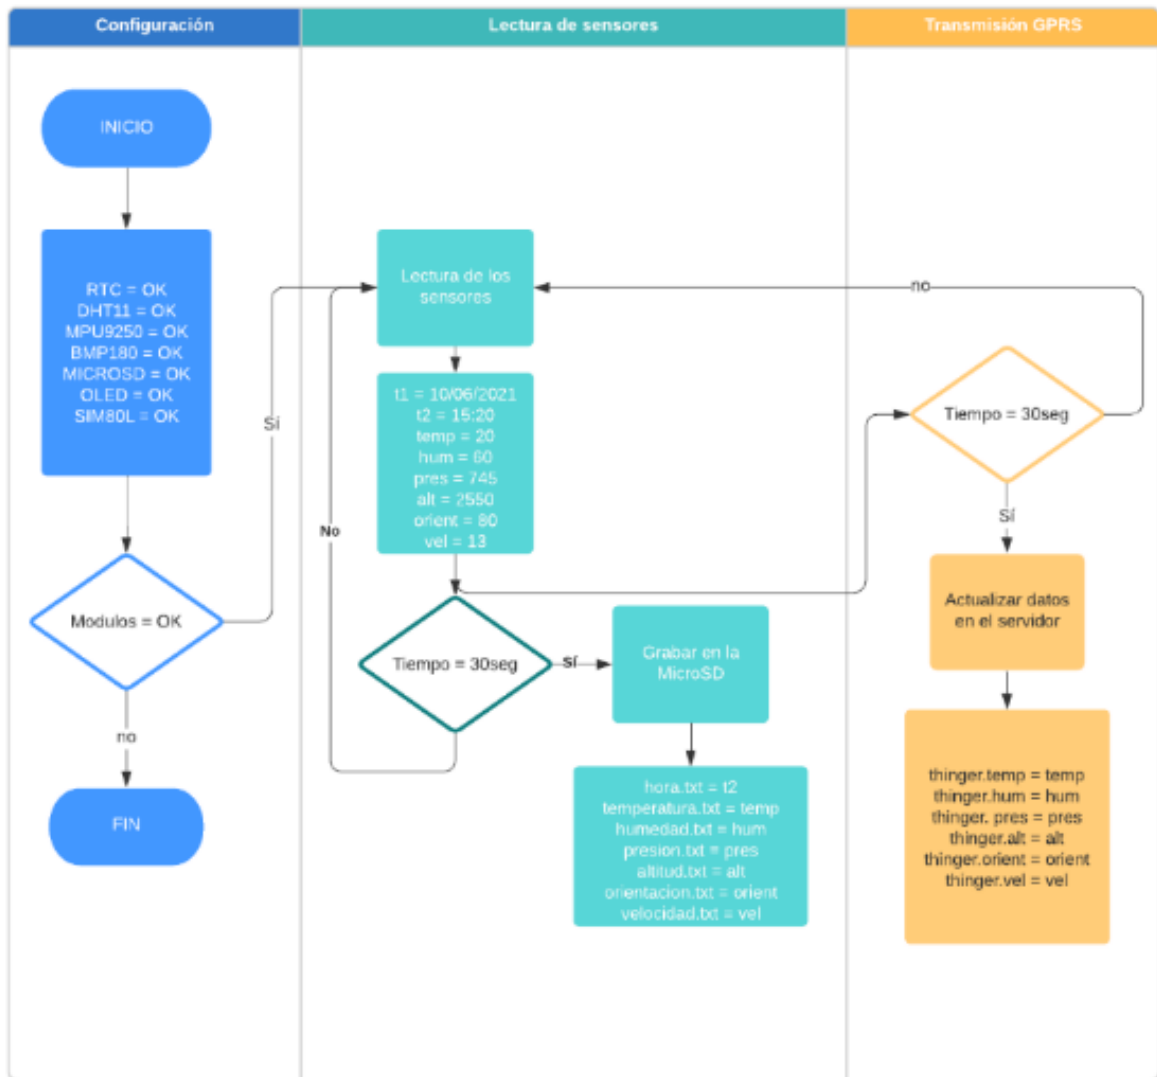 Configuración
Lectura de sensores
Transmisión GPRS
INICIO
RTC = OK
DHT11 = OK
MPU9250 = OK
BMP180 = OK
MICROSD = OK
OLED = OK
SIM80L = OK
Modulos = OK
Sí
no
FIN
Lectura de los
sensores
t1 = 10/06/2021
t2 = 15:20
temp = 20
hum = 60
pres = 745
alt = 2550
orient = 80
vel = 13
No
Tiempo = 30seg
sí
Grabar en la
MicroSD
hora.txt = t2
temperatura.txt = temp
humedad.txt = hum
presion.txt = pres
altitud.txt = alt
orientacion.txt = orient
velocidad.txt = vel
no
Tiempo = 30seg
Sí
Actualizar datos
en el servidor
thinger.temp = temp
thinger.hum = hum
thinger. pres = pres
thinger.alt = alt
thinger.orient = orient
thinger.vel = vel